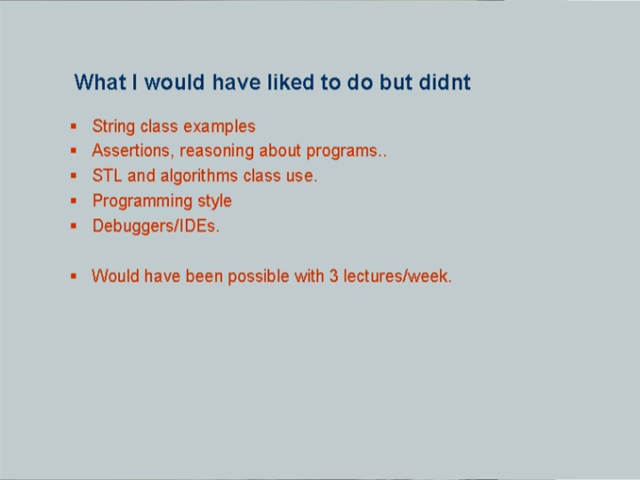 What I would have liked to do but didnt
▪ String class examples
▪ Assertions, reasoning about programs..
▪ STL and algorithms class use.
▪ Programming style
▪ Debuggers/IDEs.
▪ Would have been possible with 3 lectures/week.